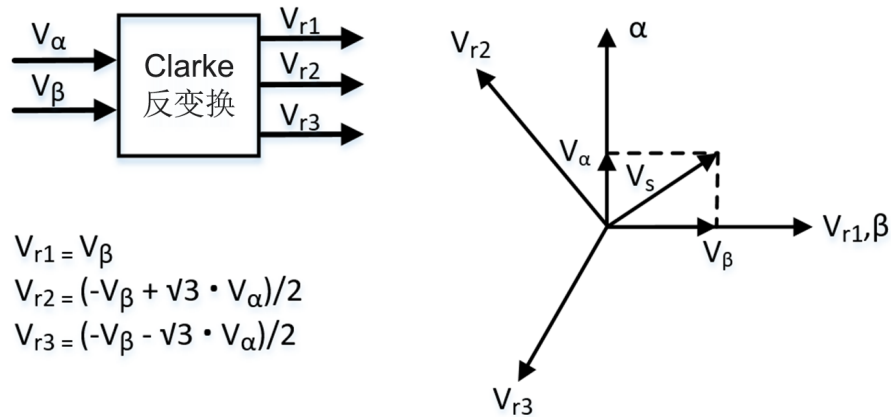 Vα
Vβ
Clarke
反变换
Vr1
Vr2
Vr3
Vr1 = Vβ
Vr2 = (-Vβ + √3 • Vα)/2
Vr3 = (-Vβ - √3 • Vα)/2
α
Vr2
Vα
Vs
Vr1,β
Vβ
Vr3